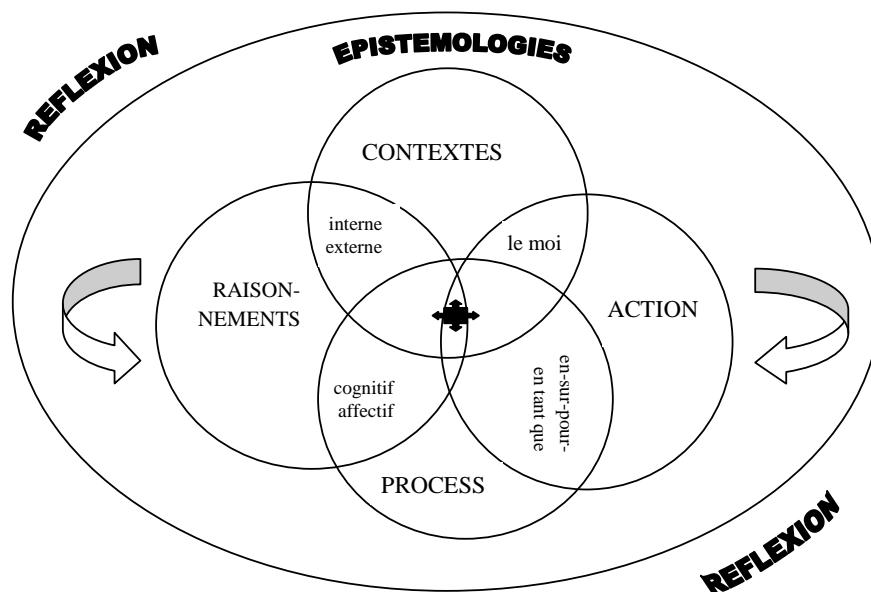 REFLEXION
EPISTEMOLOGIES
CONTEXTES
interne
externe
le moi
RAISON-
NEMENTS
ACTION
cognitif
affectif
en-sur-pour-
en tant que
PROCESS
REFLEXION